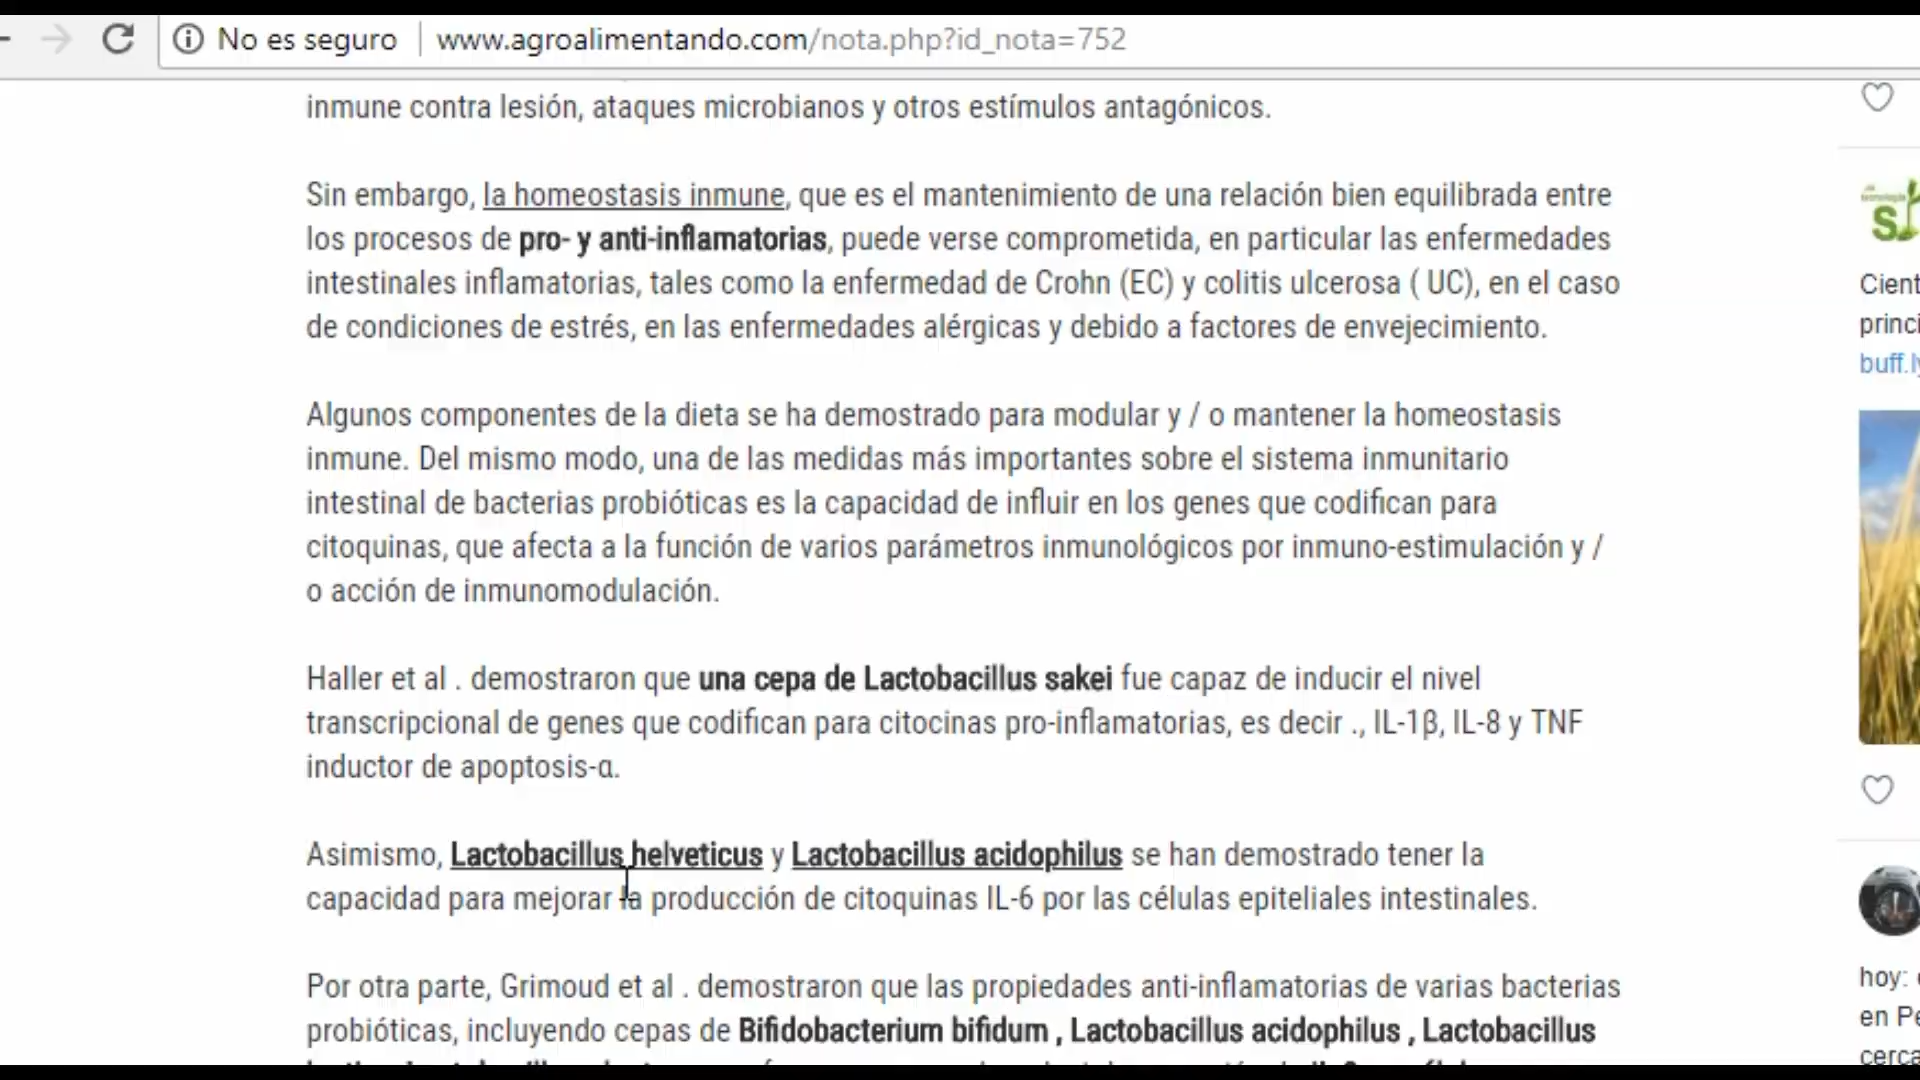 No es seguro www.agroalimentando.com/nota.php?id_nota=752
inmune contra lesión, ataques microbianos y otros estímulos antagónicos.
Sin embargo, la homeostasis inmune, que es el mantenimiento de una relación bien equilibrada entre
los procesos de pro- y anti-inflamatorias, puede verse comprometida, en particular las enfermedades
intestinales inflamatorias, tales como la enfermedad de Crohn (EC) y colitis ulcerosa ( UC), en el caso
de condiciones de estrés, en las enfermedades alérgicas y debido a factores de envejecimiento.
Algunos componentes de la dieta se ha demostrado para modular y / o mantener la homeostasis
inmune. Del mismo modo, una de las medidas más importantes sobre el sistema inmunitario
intestinal de bacterias probióticas es la capacidad de influir en los genes que codifican para
citoquinas, que afecta a la función de varios parámetros inmunológicos por inmuno-estimulación y /
o acción de inmunomodulación.
Haller et al . demostraron que una cepa de Lactobacillus sakei fue capaz de inducir el nivel
transcripcional de genes que codifican para citocinas pro-inflamatorias, es decir ., IL-1β, IL-8 y TNF
inductor de apoptosis-α.
Asimismo, Lactobacillus helveticus y Lactobacillus acidophilus se han demostrado tener la
capacidad para mejorar la producción de citoquinas IL-6 por las células epiteliales intestinales.
Por otra parte, Grimoud et al . demostraron que las propiedades anti-inflamatorias de varias bacterias
probióticas, incluyendo cepas de Bifidobacterium bifidum , Lactobacillus acidophilus , Lactobacillus
S
Cient
princi
buff.ly
hoy:
en Pe
cerca